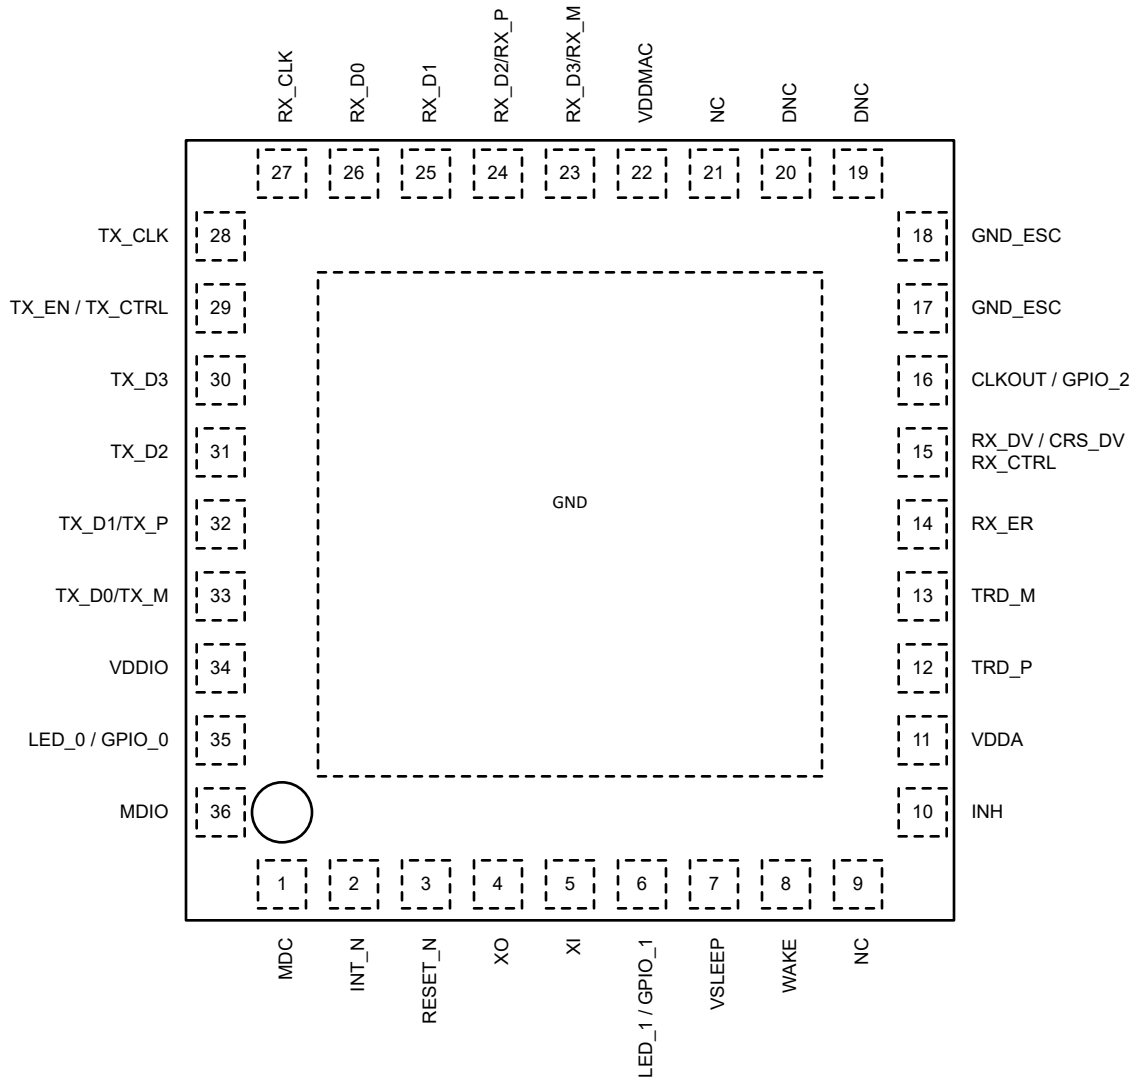 RX_CLK
RX_D0
RX_D1
RX_D2/RX_P
RX_D3/RX_M
VDDMAC
NC
DNC
DNC
27 26 25 24 23 22 21 20 19
TX_CLK 28 18 GND_ESC
TX_EN / TX_CTRL 29 17 GND_ESC
TX_D3 30 16 CLKOUT / GPIO_2
TX_D2 31 15 RX_DV / CRS_DV
RX_CTRL
GND
TX_D1/TX_P 32 14 RX_ER
TX_D0/TX_M 33 13 TRD_M
VDDIO 34 12 TRD_P
LED_0 / GPIO_0 35 11 VDDA
MDIO 36 10 INH
1 2 3 4 5 6 7 8 9
MDC
INT_N
RESET_N
XO
XI
LED_1 / GPIO_1
VSLEEP
WAKE
NC